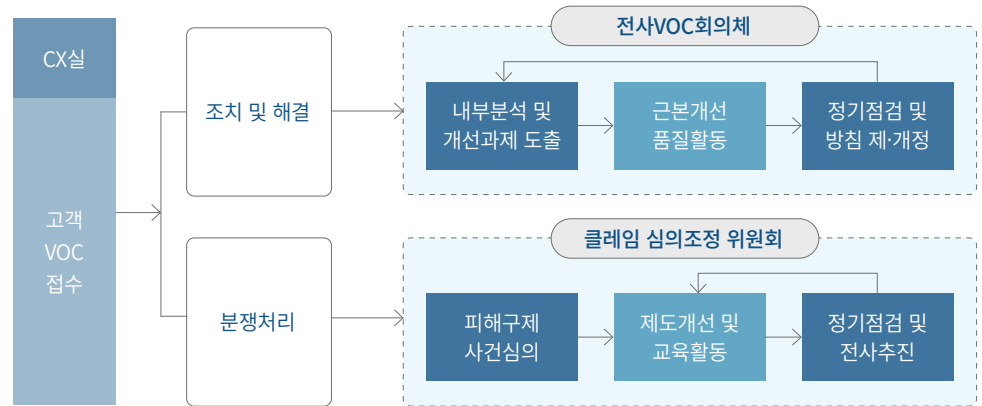 CX실
고객
VOC
접수
조치 및 해결
전사VOC회의체
내부분석 및
개선과제 도출
근본개선
품질활동
정기점검 및
방침 제·개정
분쟁처리
클레임 심의조정 위원회
피해구제
사건심의
제도개선 및
교육활동
정기점검 및
전사추진